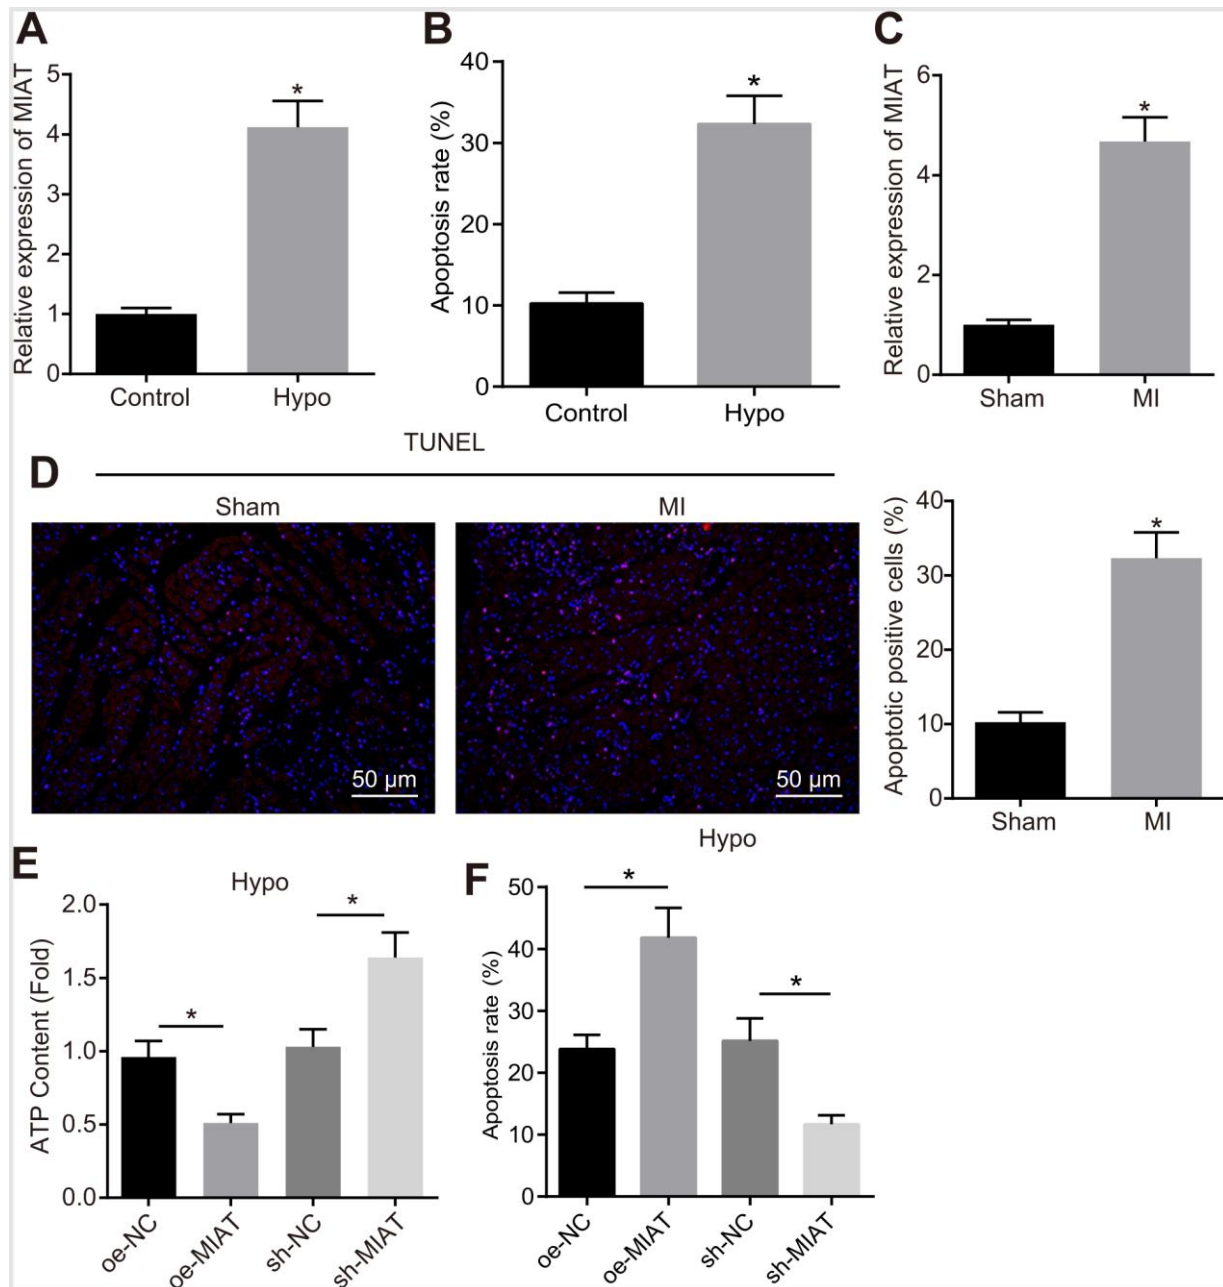 A
Relative expression of MIAT
5
4
3
2
1
0
*
Control
Hypo
B
Apoptosis rate (%)
40
30
20
10
0
*
Control
Hypo
C
Relative expression of MIAT
6
4
2
0
*
Sham
MI
D
TUNEL
Sham
MI
50 µm
50 µm
Apoptotic positive cells (%)
40
30
20
10
0
*
Sham
MI
E
Hypo
ATP Content (Fold)
2.0
1.5
1.0
0.5
0.0
*
*
oe-NC
oe-MIAT
sh-NC
sh-MIAT
F
Hypo
Apoptosis rate (%)
50
40
30
20
10
0
*
*
oe-NC
oe-MIAT
sh-NC
sh-MIAT